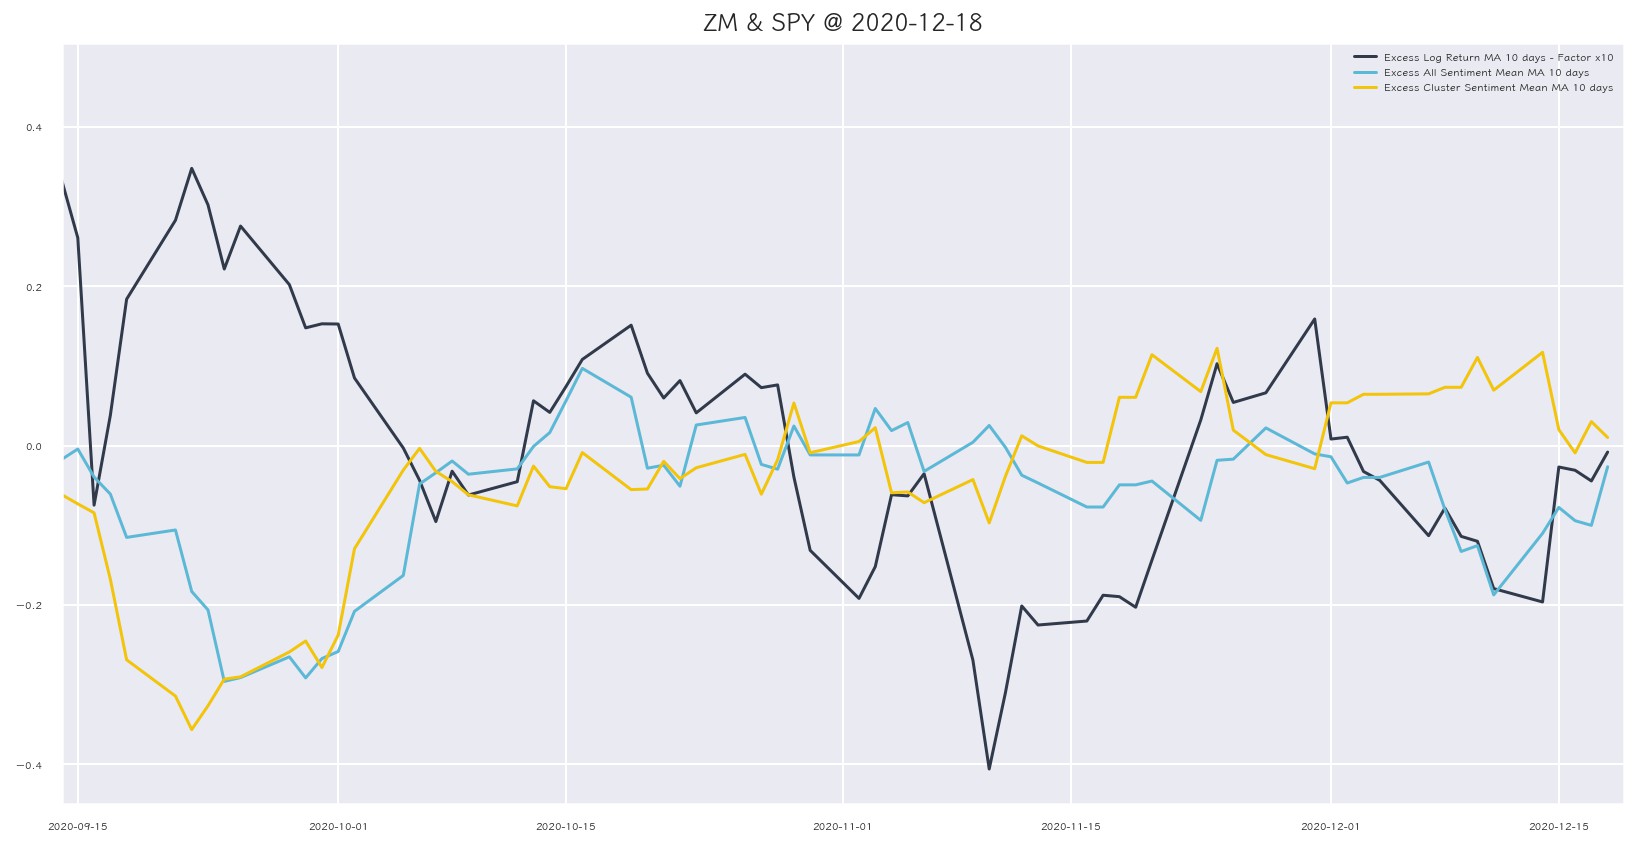 ZM & SPY @ 2020-12-18
Excess Log Return MA 10 days - Factor x10
Excess All Sentiment Mean MA 10 days
Excess Cluster Sentiment Mean MA 10 days
0.4
0.2
0.0
−0.2
−0.4
2020-09-15 2020-10-01 2020-10-15 2020-11-01 2020-11-15 2020-12-01 2020-12-15